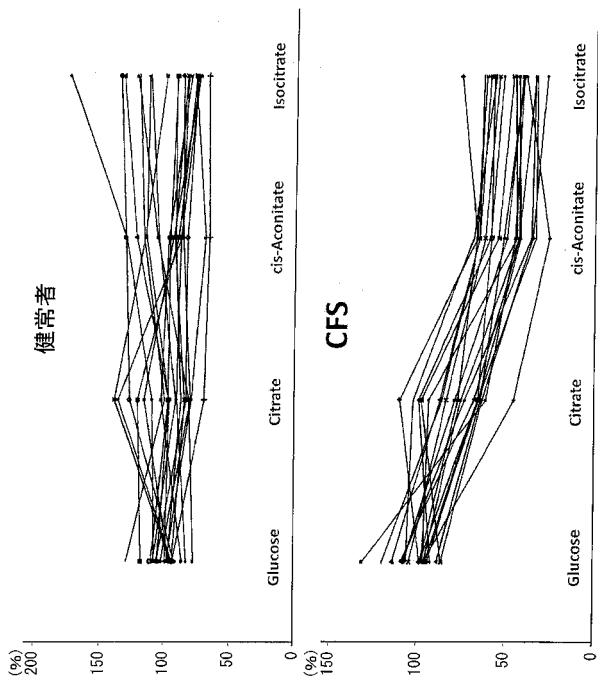 健常者
(%)
200
150
100
50
0
Glucose
Citrate
cis-Aconitate
Isocitrate
CFS
(%)
150
100
50
0
Glucose
Citrate
cis-Aconitate
Isocitrate